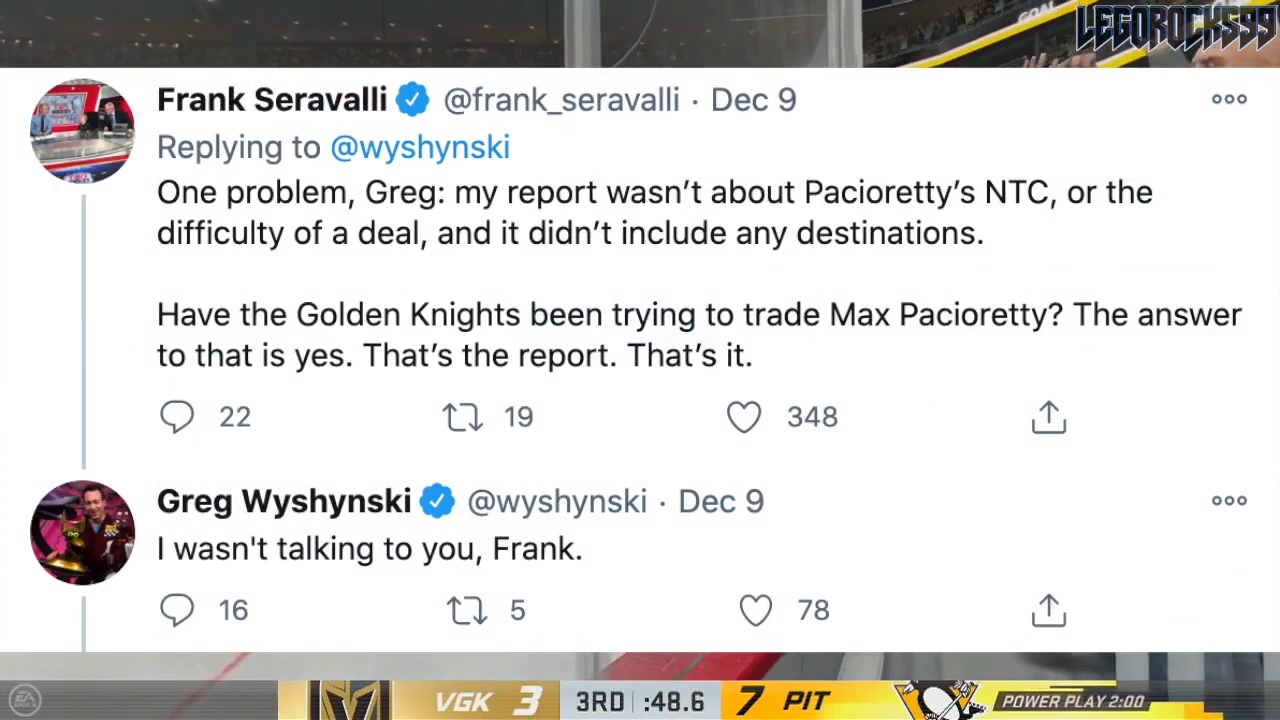 GOAL
LEGOROCKS99
Frank Seravalli @frank_seravalli · Dec 9
Replying to @wyshynski
One problem, Greg: my report wasn't about Pacioretty's NTC, or the
difficulty of a deal, and it didn't include any destinations.
Have the Golden Knights been trying to trade Max Pacioretty? The answer
to that is yes. That's the report. That's it.
22 19 348
Greg Wyshynski @wyshynski · Dec 9
I wasn't talking to you, Frank.
16 5 78
EA SPORTS VGK 3 3RD :48.6 7 PIT POWER PLAY 2:00